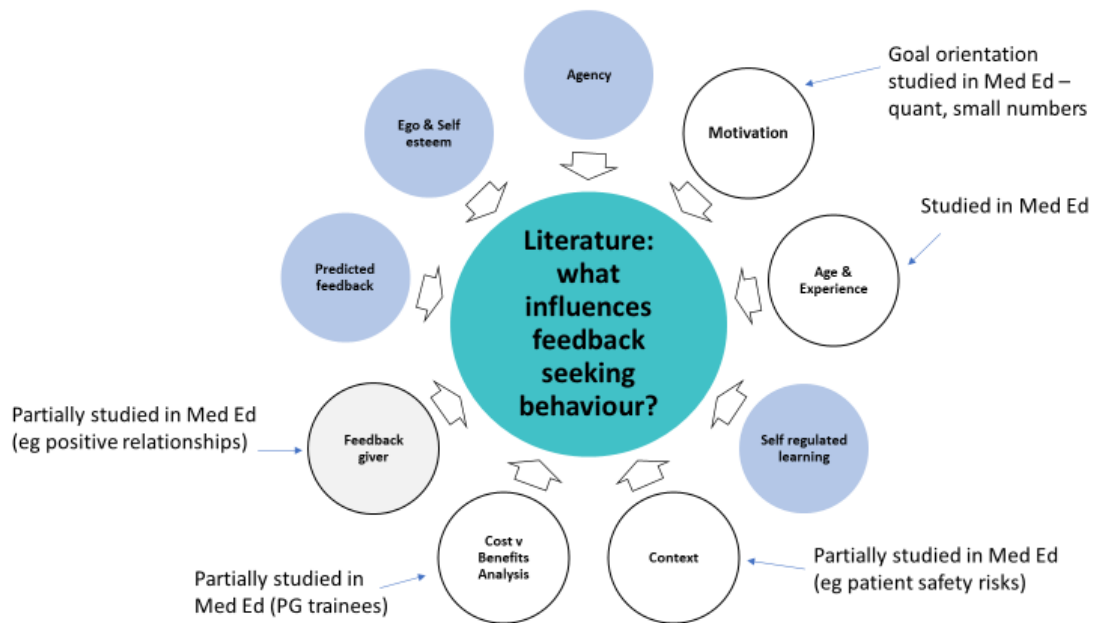 Agency
Goal orientation
studied in Med Ed –
quant, small numbers
Motivation
Ego & Self
esteem
Studied in Med Ed
Age &
Experience
Predicted
feedback
Literature:
what
influences
feedback
seeking
behaviour?
Partially studied in Med Ed
(eg positive relationships)
Feedback
giver
Self regulated
learning
Cost v
Benefits
Analysis
Context
Partially studied in
Med Ed (PG trainees)
Partially studied in Med Ed
(eg patient safety risks)